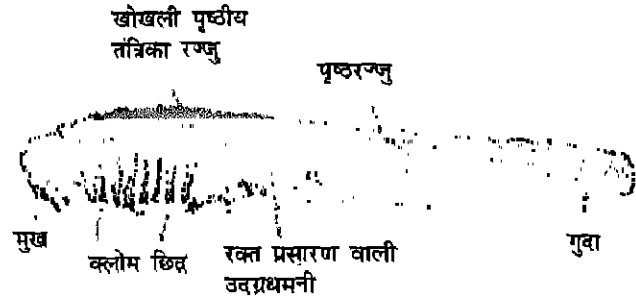 खोखली पृष्ठीय
तंत्रिका रज्जु
पृष्ठरज्जु
मुख
क्लोम छिद्र
रक्त प्रसारण वाली
उदग्रधमनी
गुदा